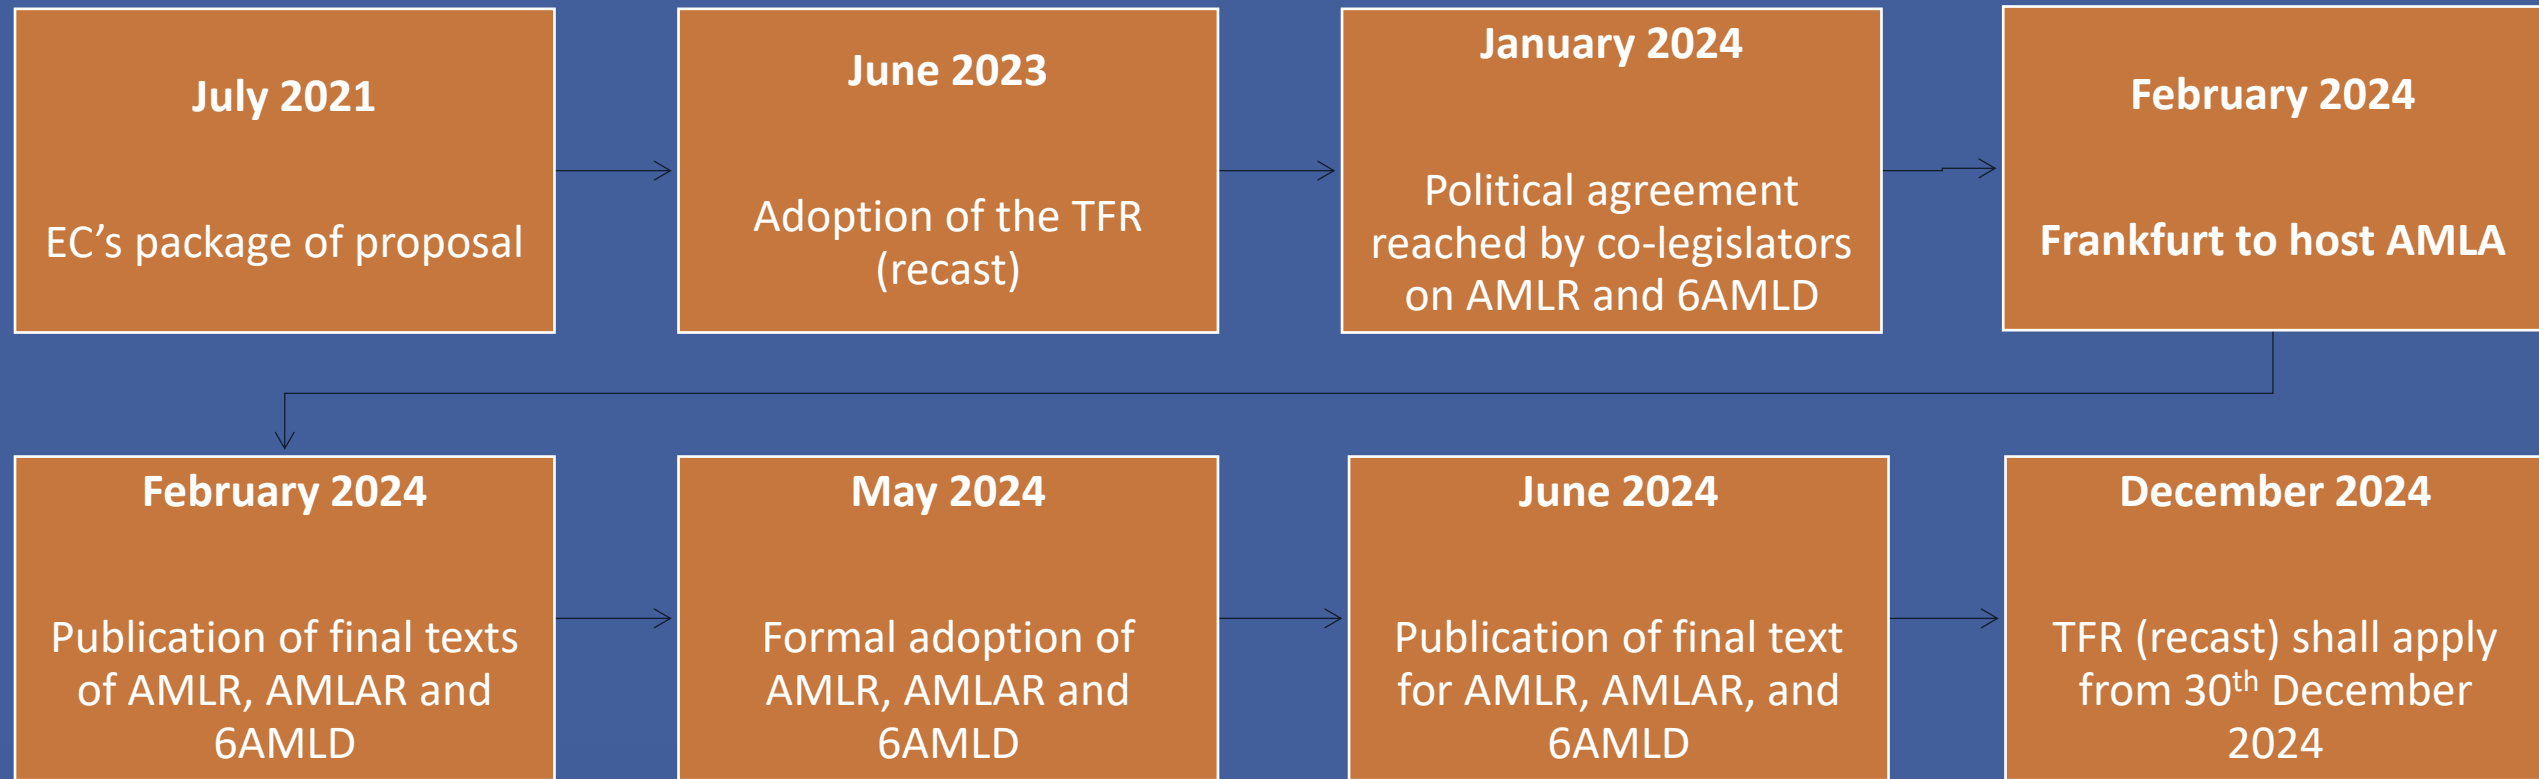 July 2021
EC’s package of proposal
June 2023
Adoption of the TFR
(recast)
January 2024
Political agreement
reached by co-legislators
on AMLR and 6AMLD
February 2024
Frankfurt to host AMLA
February 2024
Publication of final texts
of AMLR, AMLAR and
6AMLD
May 2024
Formal adoption of
AMLR, AMLAR and
6AMLD
June 2024
Publication of final text
for AMLR, AMLAR, and
6AMLD
December 2024
TFR (recast) shall apply
from 30th December
2024